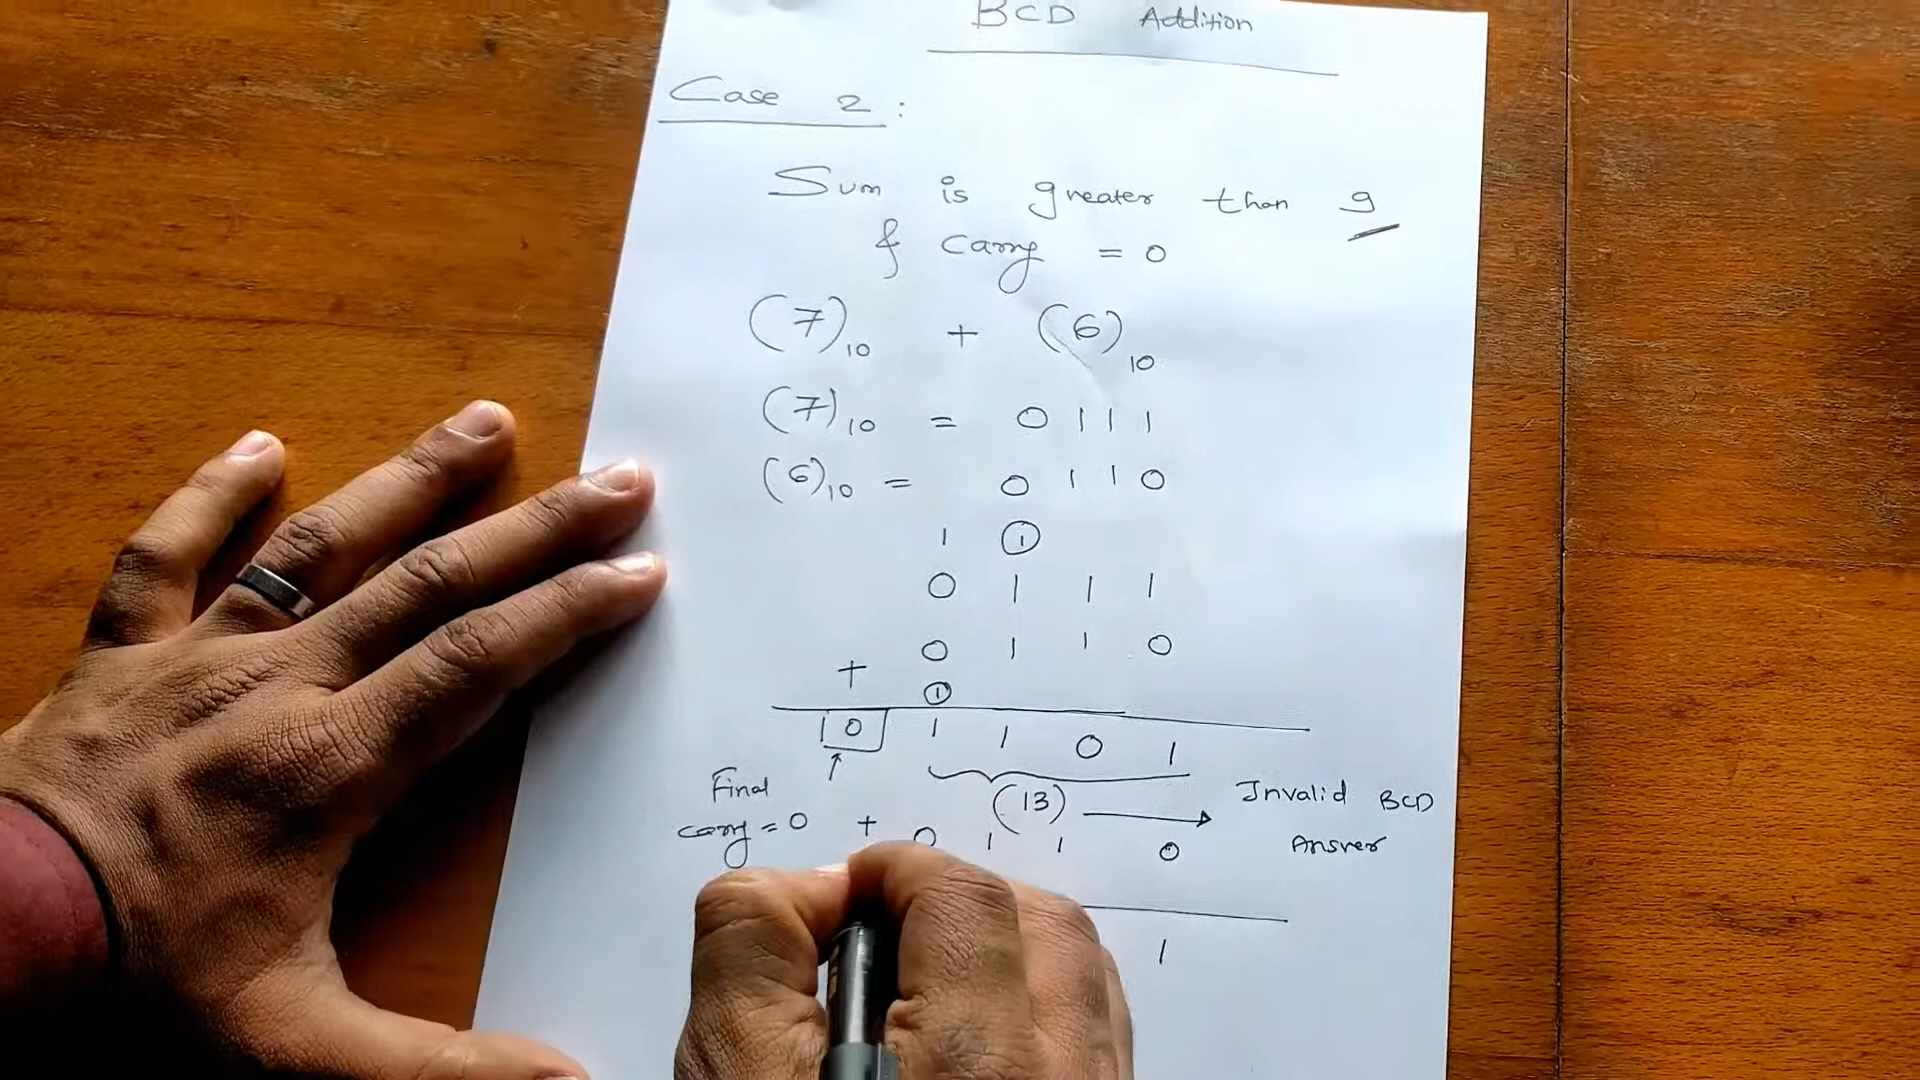 BCD Addition
Case 2 :
Sum is greater than 9
& carry = 0
(7)10 + (6)10
(7)10 = 0 1 1 1
(6)10 = 0 1 1 0
1 1
0 1 1 1
+ 0 1 1 0
1
1 0 1 1 0 1
Final carry = 0
(13)
Invalid BCD Answer
+ 0 1 1 0
1